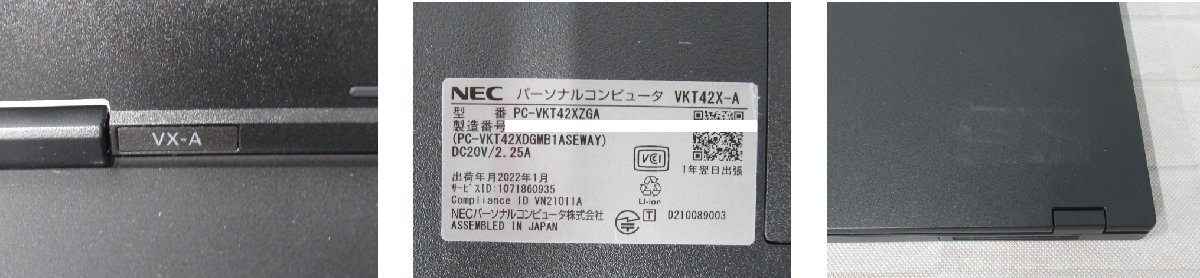 VX-A
NEC パーソナルコンピュータ VKT42X-A
型 番 PC-VKT42XZGA
製造番号
(PC-VKT42XDGMB1ASEWAY)
DC20V/2.25A
VCI
1年翌日出張
出荷年月2022年1月
サービスID:1071860935
Compliance ID VN21011A
Li-ion
NECパーソナルコンピュータ株式会社
T D210089003
ASSEMBLED IN JAPAN